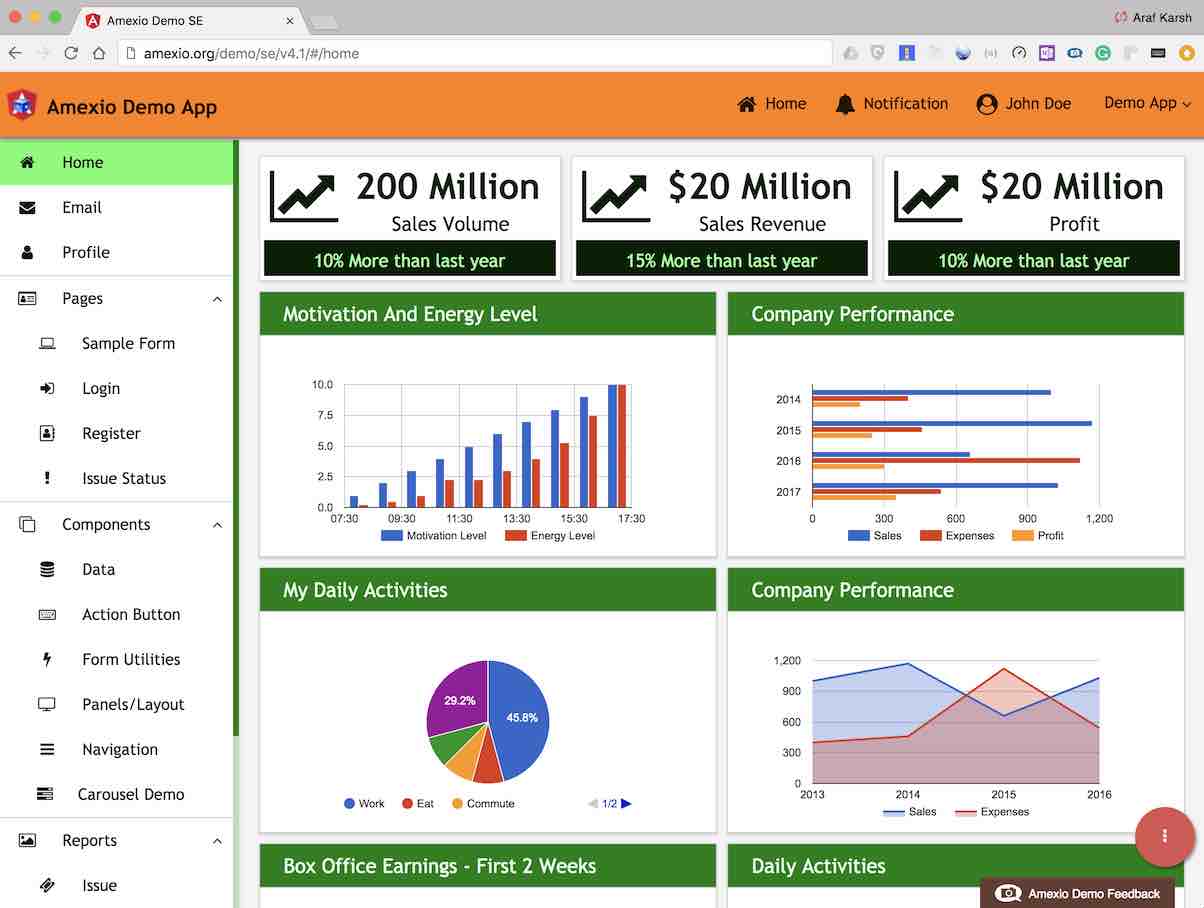 Amexio Demo SE
Araf Karsh
amexio.org/demo/se/v4.1/#/home
Amexio Demo App
Home
Notification
John Doe
Demo App
Home
Email
Profile
Pages
Sample Form
Login
Register
Issue Status
Components
Data
Action Button
Form Utilities
Panels/Layout
Navigation
Carousel Demo
Reports
Issue
200 Million
Sales Volume
10% More than last year
$20 Million
Sales Revenue
15% More than last year
$20 Million
Profit
10% More than last year
Motivation And Energy Level
10.0
7.5
5.0
2.5
0.0
07:30 09:30 11:30 13:30 15:30 17:30
Motivation Level Energy Level
Company Performance
2014
2015
2016
2017
0 300 600 900 1,200
Sales Expenses Profit
My Daily Activities
29.2%
45.8%
Work Eat Commute 1/2
Company Performance
1,200
900
600
300
0
2013 2014 2015 2016
Sales Expenses
Box Office Earnings - First 2 Weeks
Daily Activities
Amexio Demo Feedback